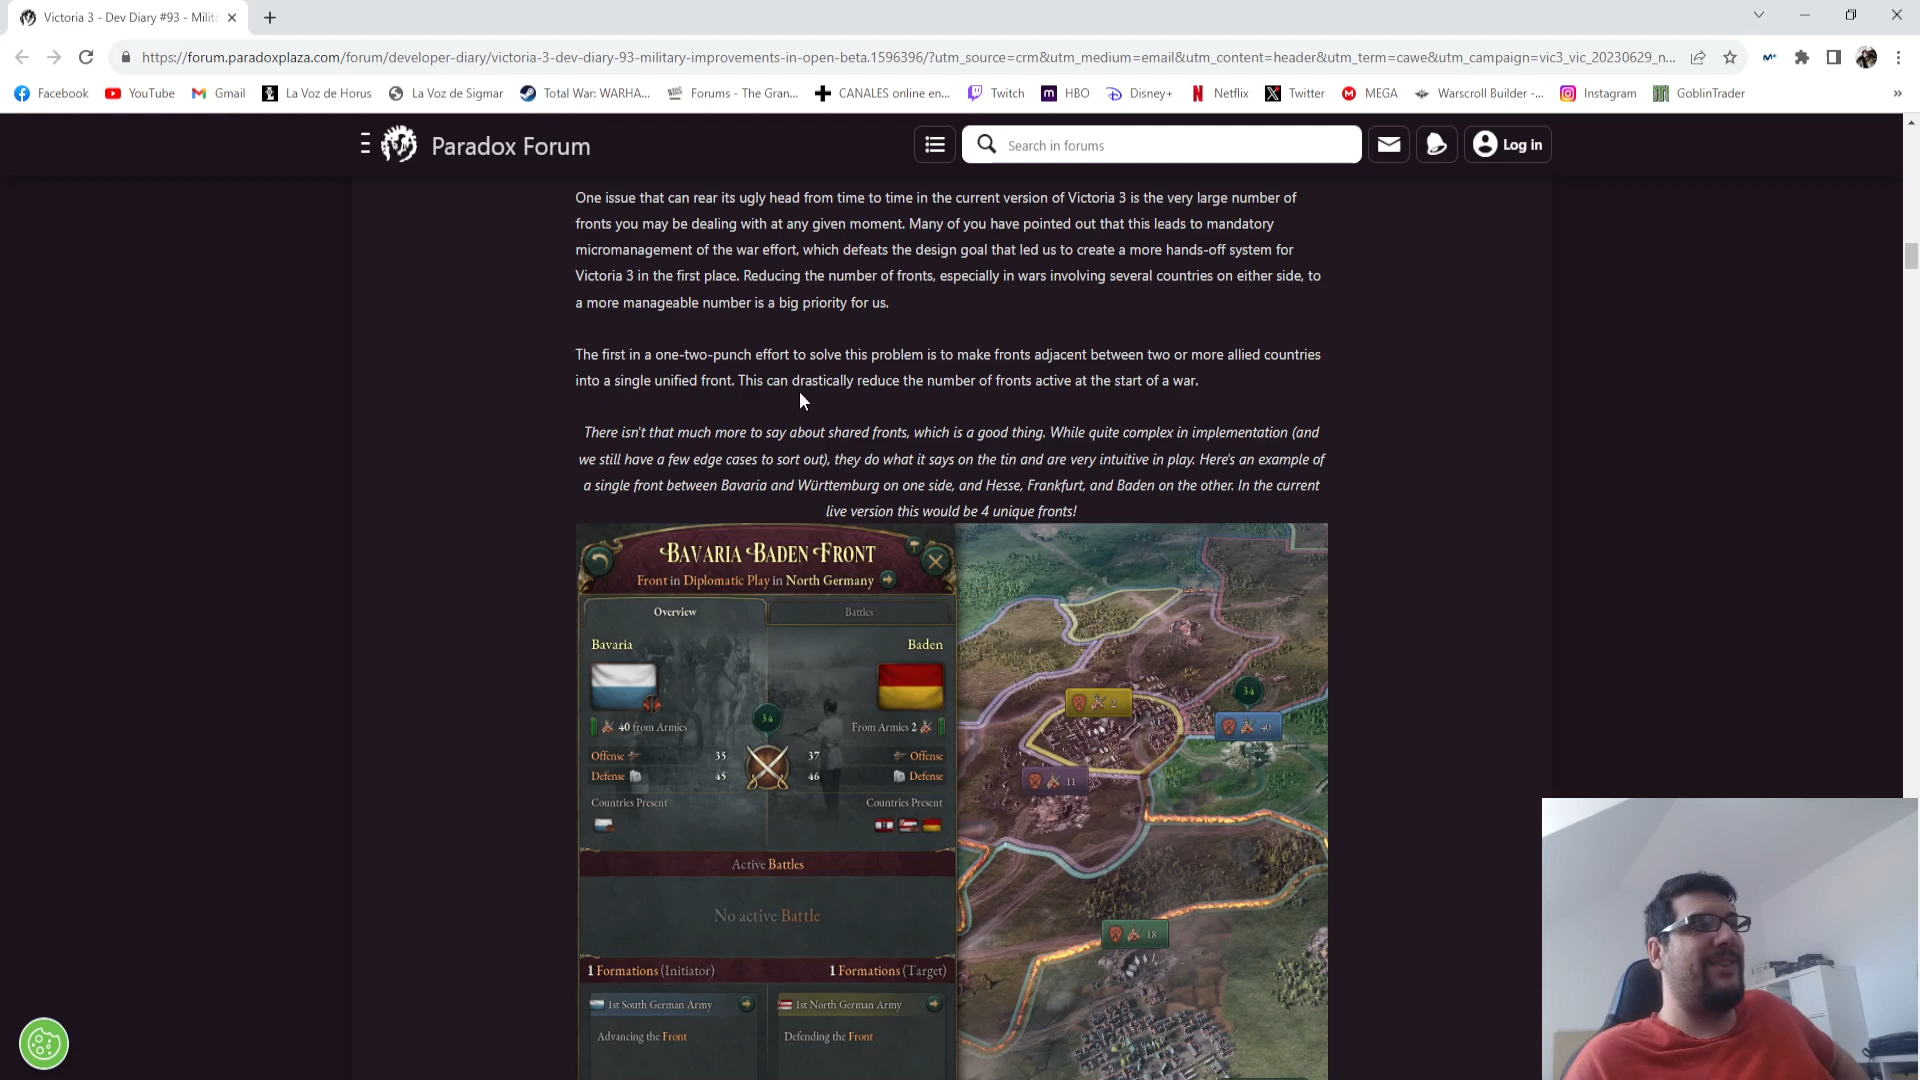 Victoria 3 - Dev Diary #93 - Milit
https://forum.paradoxplaza.com/forum/developer-diary/victoria-3-dev-diary-93-military-improvements-in-open-beta.1596396/?utm_source=crm&utm_medium=email&utm_content=header&utm_term=cawe&utm_campaign=vic3_vic_20230629_n...
Facebook YouTube Gmail La Voz de Horus La Voz de Sigmar Total War: WARHA... Forums - The Gran... CANALES online en... Twitch HBO Disney+ Netflix Twitter MEGA Warscroll Builder -... Instagram GoblinTrader »
Paradox Forum Search in forums Log in
One issue that can rear its ugly head from time to time in the current version of Victoria 3 is the very large number of
fronts you may be dealing with at any given moment. Many of you have pointed out that this leads to mandatory
micromanagement of the war effort, which defeats the design goal that led us to create a more hands-off system for
Victoria 3 in the first place. Reducing the number of fronts, especially in wars involving several countries on either side, to
a more manageable number is a big priority for us.
The first in a one-two-punch effort to solve this problem is to make fronts adjacent between two or more allied countries
into a single unified front. This can drastically reduce the number of fronts active at the start of a war.
There isn't that much more to say about shared fronts, which is a good thing. While quite complex in implementation (and
we still have a few edge cases to sort out), they do what it says on the tin and are very intuitive in play. Here's an example of
a single front between Bavaria and Württemburg on one side, and Hesse, Frankfurt, and Baden on the other. In the current
live version this would be 4 unique fronts!
BAVARIA-BADEN FRONT
Front in Diplomatic Play in North Germany
Overview Battles
Bavaria Baden
34
40 from Armies From Armies 2
Offense 35 37 Offense
Defense 45 46 Defense
Countries Present Countries Present
Active Battles
No active Battle
1 Formations (Initiator) 1 Formations (Target)
1st South German Army 1st North German Army
Advancing the Front Defending the Front
2
34
40
11
18